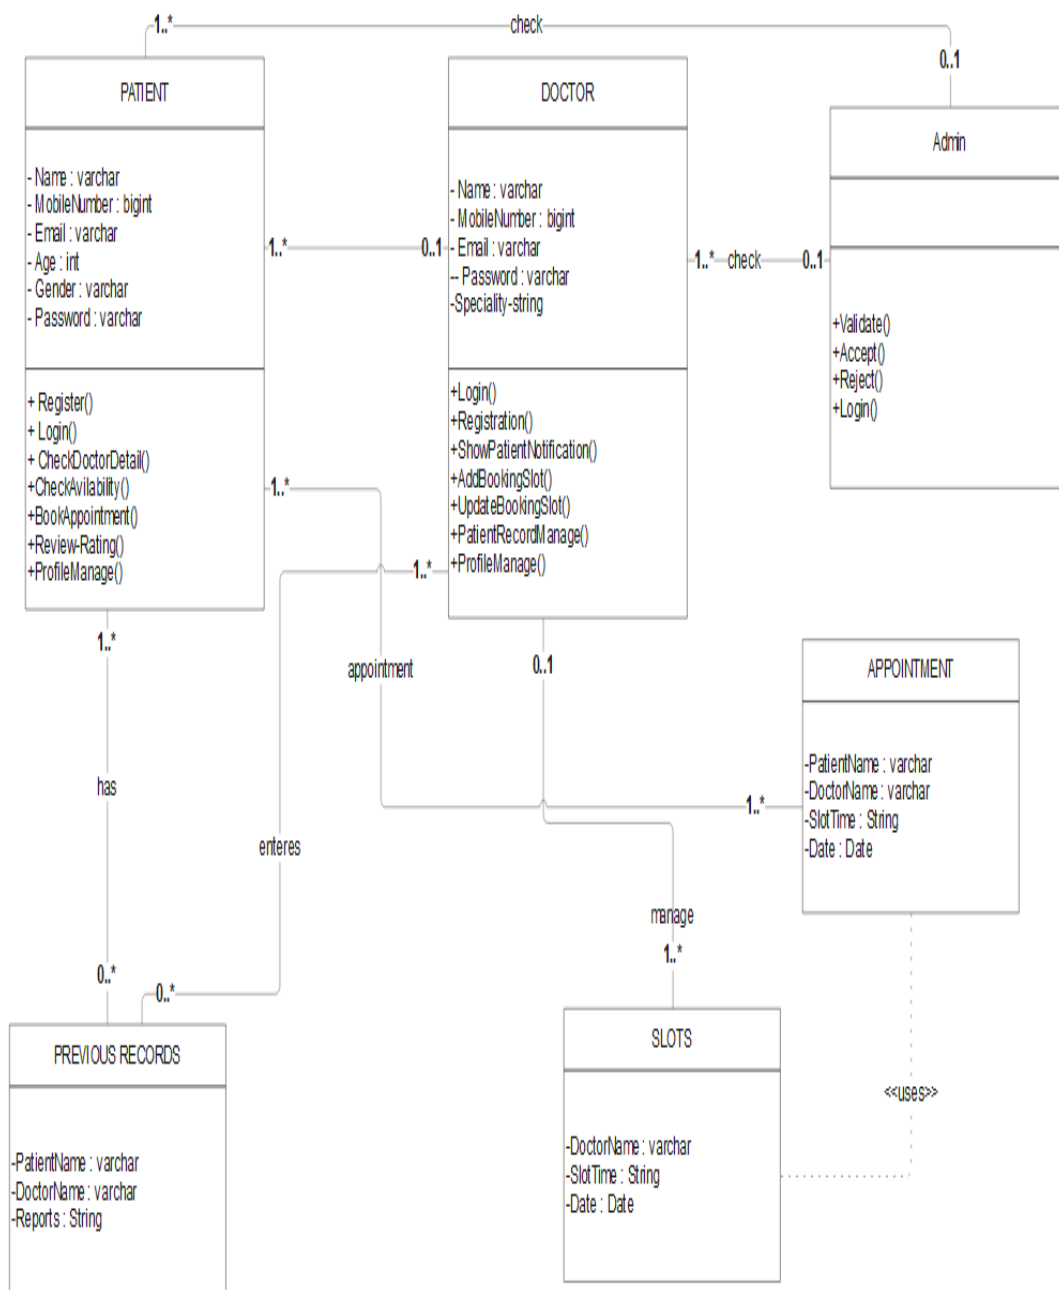 1..*
check
0..1
PATIENT
- Name : varchar
- MobileNumber : bigint
- Email : varchar
- Age : int
- Gender : varchar
- Password : varchar
+ Register()
+ Login()
+ CheckDoctorDetail()
+CheckAvilability()
+BookAppointment()
+Review-Rating()
+ProfileManage()
1..*
0..1
DOCTOR
- Name : varchar
- MobileNumber : bigint
- Email : varchar
-- Password : varchar
-Speciality-string
+Login()
+Registration()
+ShowPatientNotification()
+AddBookingSlot()
+UpdateBookingSlot()
+PatientRecordManage()
+ProfileManage()
1..*
check
0..1
Admin
+Validate()
+Accept()
+Reject()
+Login()
1..*
1..*
1..*
0..1
appointment
has
enteres
1..*
manage
1..*
0..*
0..*
APPOINTMENT
-PatientName : varchar
-DoctorName : varchar
-SlotTime : String
-Date : Date
PREVIOUS RECORDS
-PatientName : varchar
-DoctorName : varchar
-Reports : String
SLOTS
-DoctorName : varchar
-SlotTime : String
-Date : Date
<<uses>>